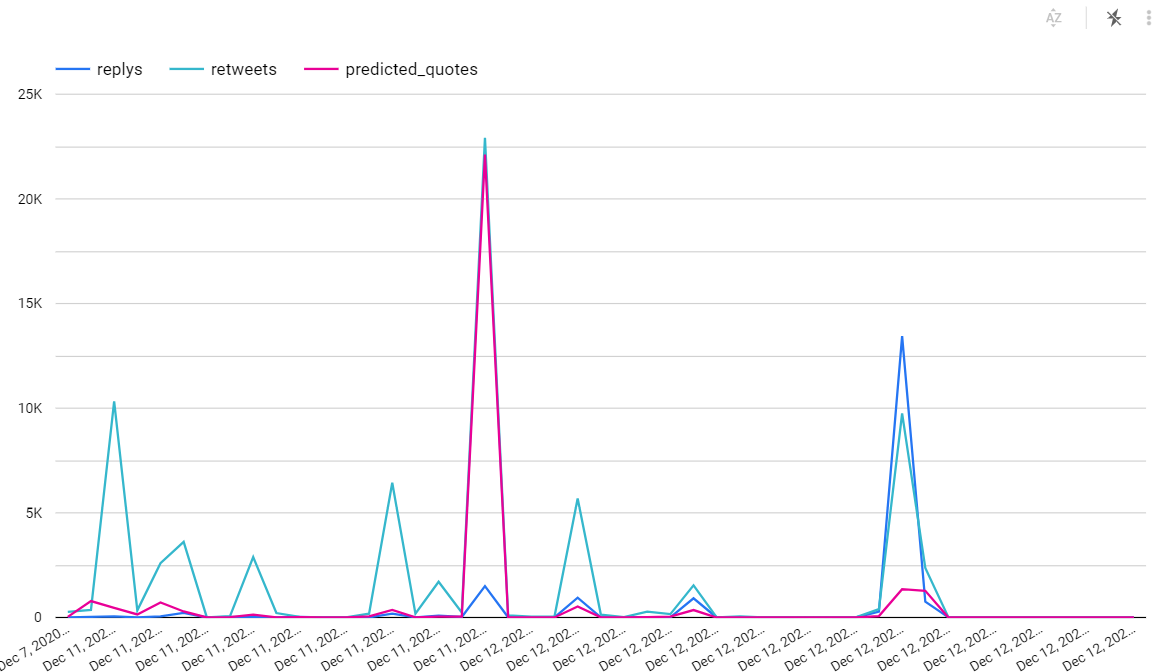 AZ
replys retweets predicted_quotes
25K
20K
15K
10K
5K
0
Dec 7, 2020… Dec 11, 202… Dec 11, 202… Dec 11, 202… Dec 11, 202… Dec 11, 202… Dec 11, 202… Dec 11, 202… Dec 11, 202… Dec 11, 202… Dec 12, 202… Dec 12, 202… Dec 12, 202… Dec 12, 202… Dec 12, 202… Dec 12, 202… Dec 12, 202… Dec 12, 202… Dec 12, 202… Dec 12, 202… Dec 12, 202… Dec 12, 202… Dec 12, 202… Dec 12, 202…